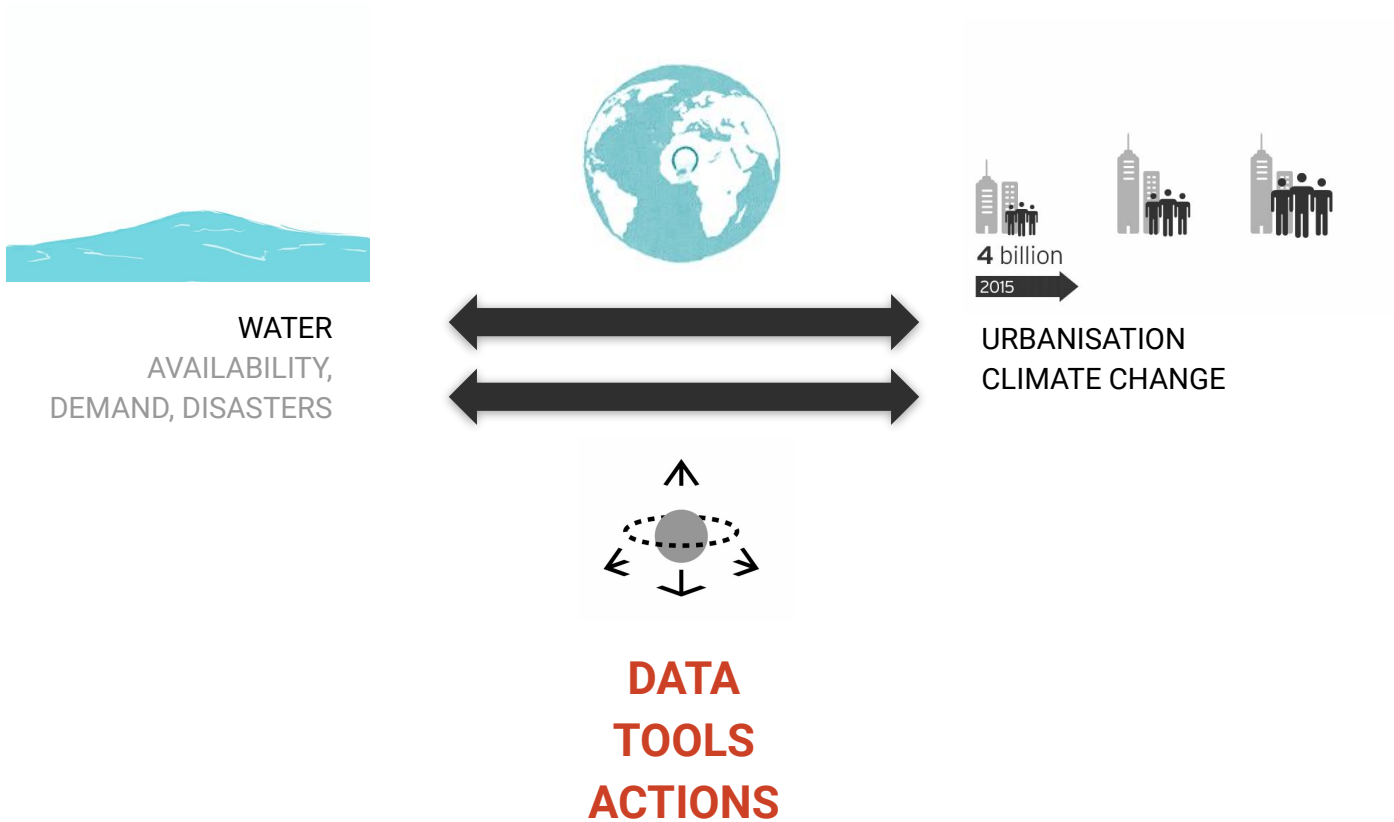 4 billion
2015
WATER
AVAILABILITY,
DEMAND, DISASTERS
URBANISATION
CLIMATE CHANGE
DATA
TOOLS
ACTIONS